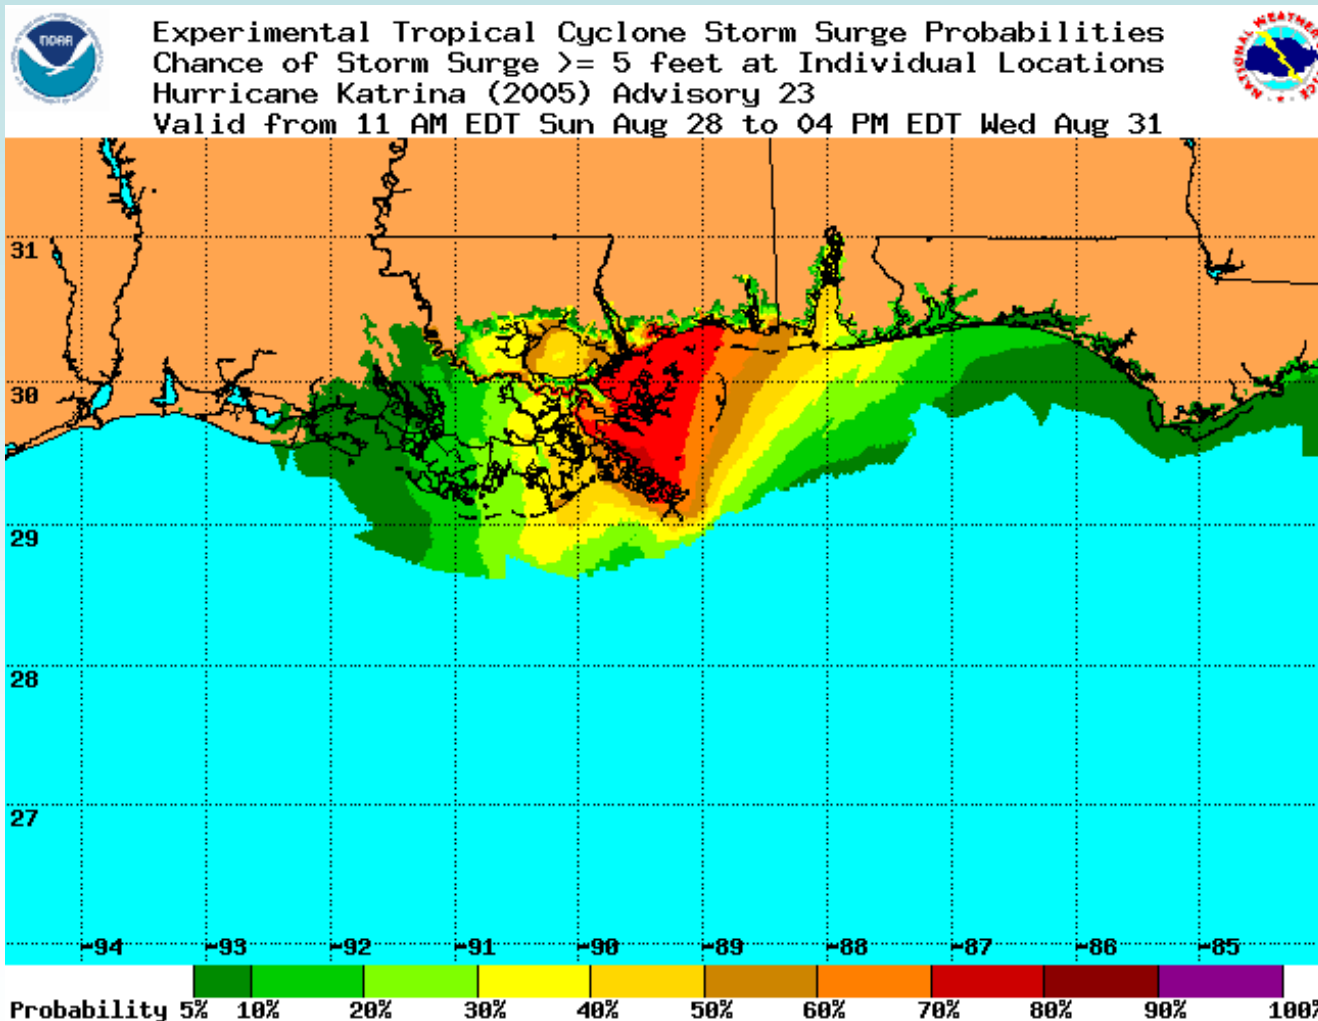 NOAA
Experimental Tropical Cyclone Storm Surge Probabilities
Chance of Storm Surge >= 5 feet at Individual Locations
Hurricane Katrina (2005) Advisory 23
Valid from 11 AM EDT Sun Aug 28 to 04 PM EDT Wed Aug 31
NATIONAL WEATHER
31
30
29
28
27
-94 -93 -92 -91 -90 -89 -88 -87 -86 -85
Probability 5% 10% 20% 30% 40% 50% 60% 70% 80% 90% 100%